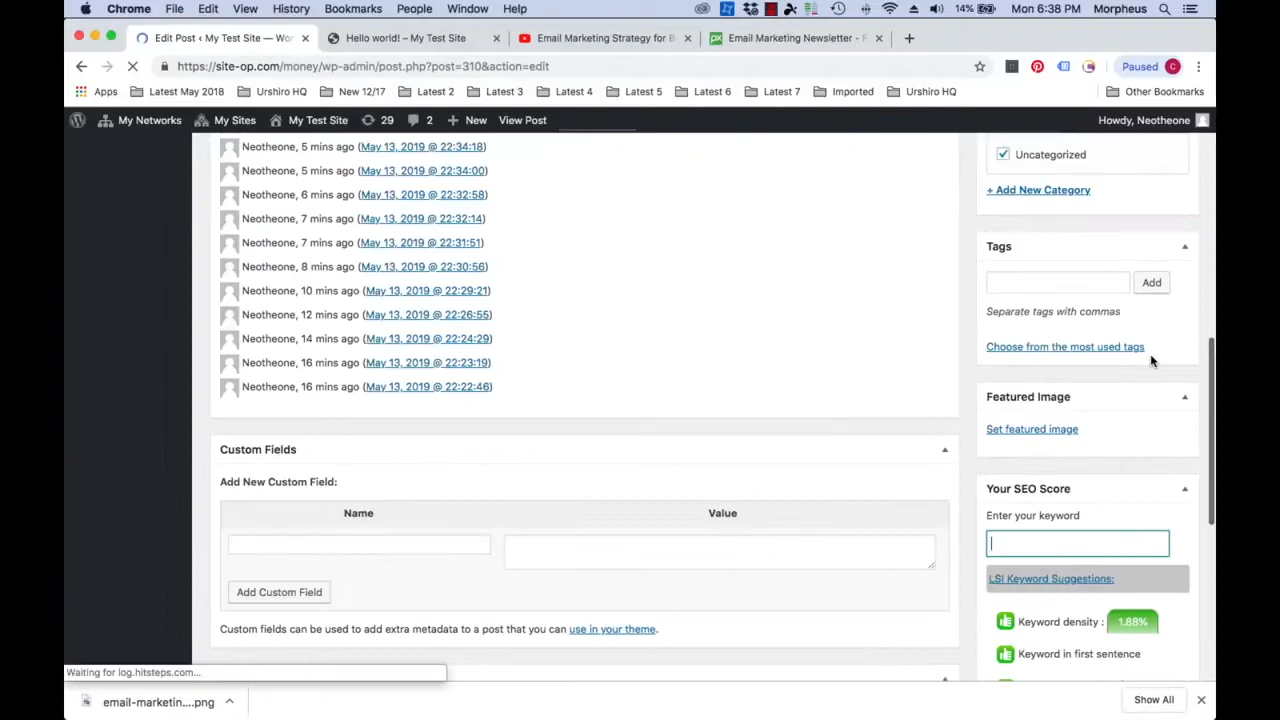 Chrome File Edit View History Bookmarks People Window Help 14% Mon 6:38 PM Morpheus
Edit Post ‹ My Test Site — Wor × Hello world! – My Test Site × Email Marketing Strategy for B × Email Marketing Newsletter - F ×
https://site-op.com/money/wp-admin/post.php?post=310&action=edit Paused C
Apps Latest May 2018 Urshiro HQ New 12/17 Latest 2 Latest 3 Latest 4 Latest 5 Latest 6 Latest 7 Imported Urshiro HQ Other Bookmarks
My Networks My Sites My Test Site 29 2 New View Post Howdy, Neotheone
Neotheone, 5 mins ago (May 13, 2019 @ 22:34:18)
Neotheone, 5 mins ago (May 13, 2019 @ 22:34:00)
Neotheone, 6 mins ago (May 13, 2019 @ 22:32:58)
Neotheone, 7 mins ago (May 13, 2019 @ 22:32:14)
Neotheone, 7 mins ago (May 13, 2019 @ 22:31:51)
Neotheone, 8 mins ago (May 13, 2019 @ 22:30:56)
Neotheone, 10 mins ago (May 13, 2019 @ 22:29:21)
Neotheone, 12 mins ago (May 13, 2019 @ 22:26:55)
Neotheone, 14 mins ago (May 13, 2019 @ 22:24:29)
Neotheone, 16 mins ago (May 13, 2019 @ 22:23:19)
Neotheone, 16 mins ago (May 13, 2019 @ 22:22:46)
Custom Fields
Add New Custom Field:
Name Value
Add Custom Field
Custom fields can be used to add extra metadata to a post that you can use in your theme.
Uncategorized
+ Add New Category
Tags
Add
Separate tags with commas
Choose from the most used tags
Featured Image
Set featured image
Your SEO Score
Enter your keyword
LSI Keyword Suggestions:
Keyword density : 1.88%
Keyword in first sentence
Waiting for log.hitsteps.com...
email-marketin....png
Show All